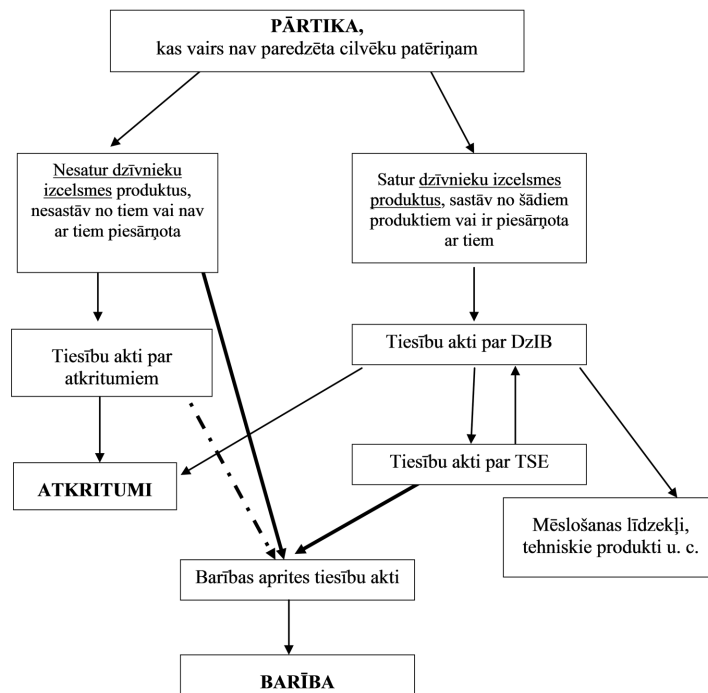 PĀRTIKA,
kas vairs nav paredzēta cilvēku patēriņam
Nesatur dzīvnieku
izcelsmes produktus,
nesastāv no tiem vai nav
ar tiem piesārņota
Satur dzīvnieku izcelsmes
produktus, sastāv no šādiem
produktiem vai ir piesārņota
ar tiem
Tiesību akti par
atkritumiem
Tiesību akti par DzIB
ATKRITUMI
Tiesību akti par TSE
Mēslošanas līdzekļi,
tehniskie produkti u. c.
Barības aprites tiesību akti
BARĪBA